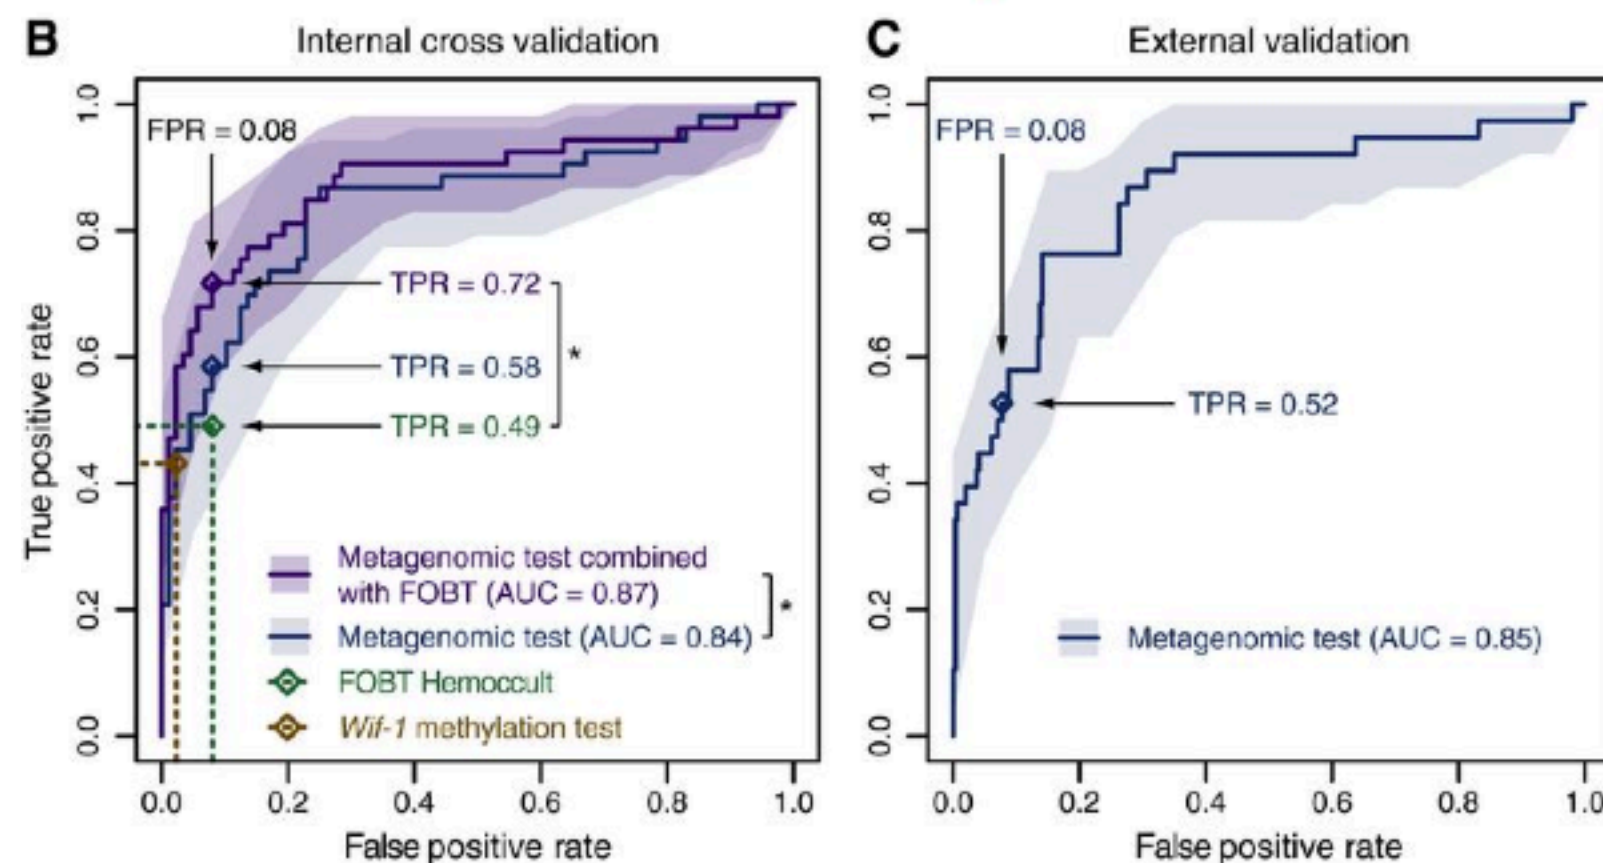 B
Internal cross validation
True positive rate
1.0
0.8
0.6
0.4
0.2
0.0
FPR = 0.08
TPR = 0.72
*
TPR = 0.58
TPR = 0.49
Metagenomic test combined
with FOBT (AUC = 0.87)
*
Metagenomic test (AUC = 0.84)
FOBT Hemoccult
Wif-1 methylation test
0.0 0.2 0.4 0.6 0.8 1.0
False positive rate
C
External validation
1.0
0.8
0.6
0.4
0.2
0.0
FPR = 0.08
TPR = 0.52
Metagenomic test (AUC = 0.85)
0.0 0.2 0.4 0.6 0.8 1.0
False positive rate